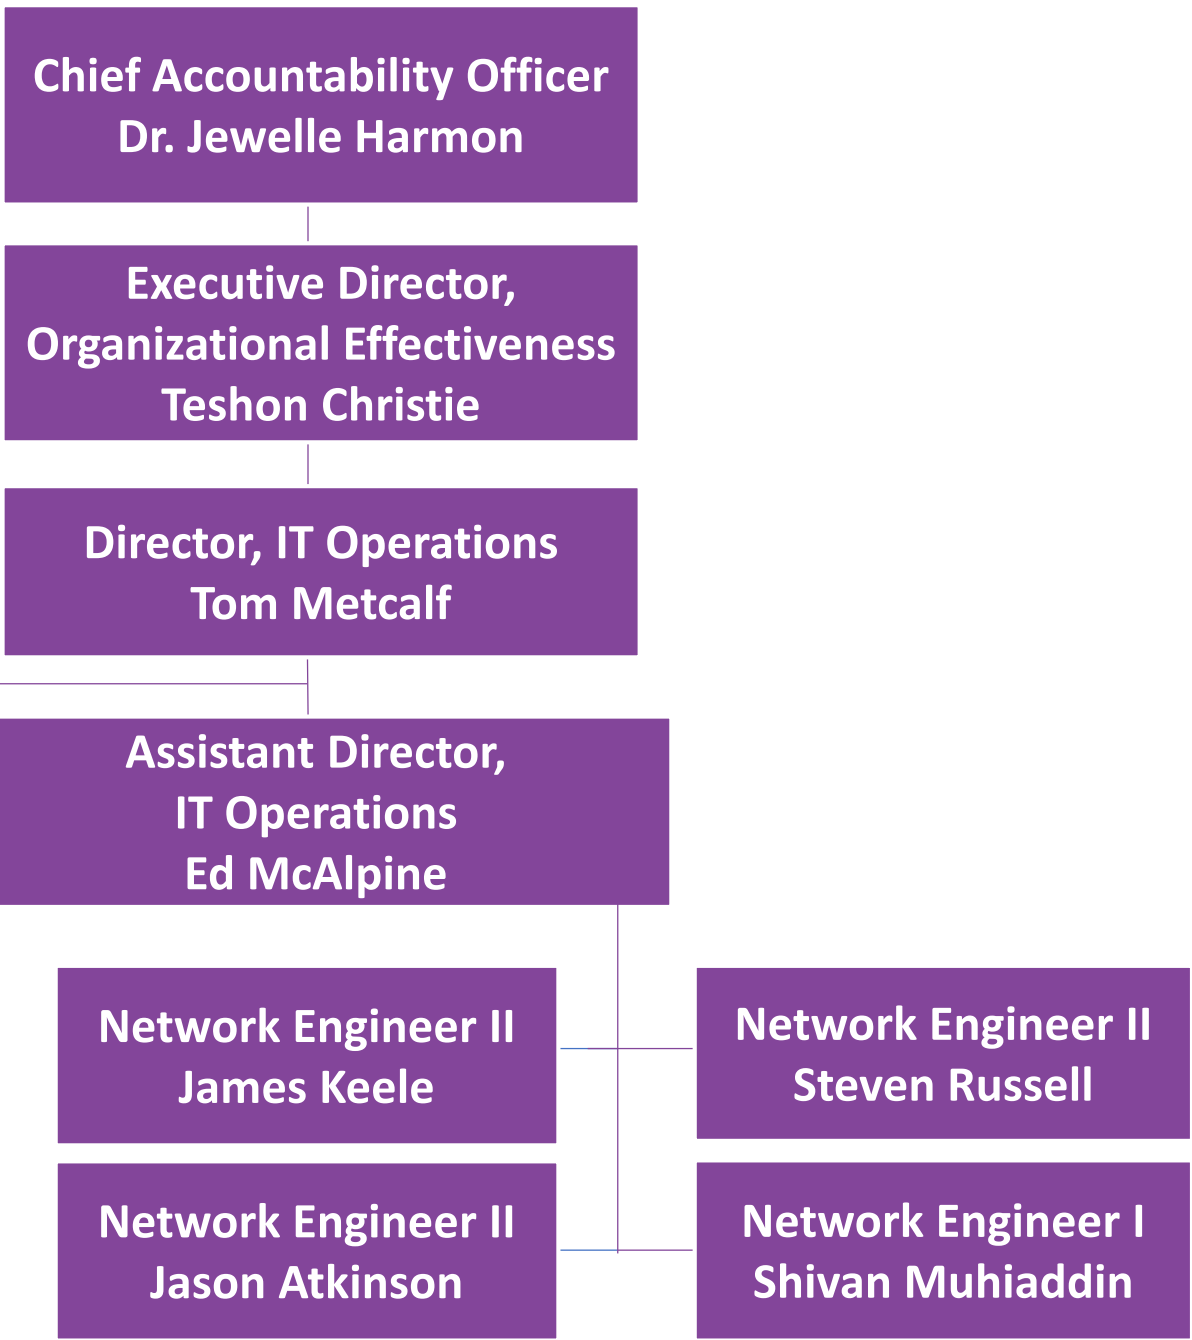 Chief Accountability Officer
Dr. Jewelle Harmon
Executive Director,
Organizational Effectiveness
Teshon Christie
Director, IT Operations
Tom Metcalf
Assistant Director,
IT Operations
Ed McAlpine
Network Engineer II
James Keele
Network Engineer II
Steven Russell
Network Engineer II
Jason Atkinson
Network Engineer I
Shivan Muhiaddin